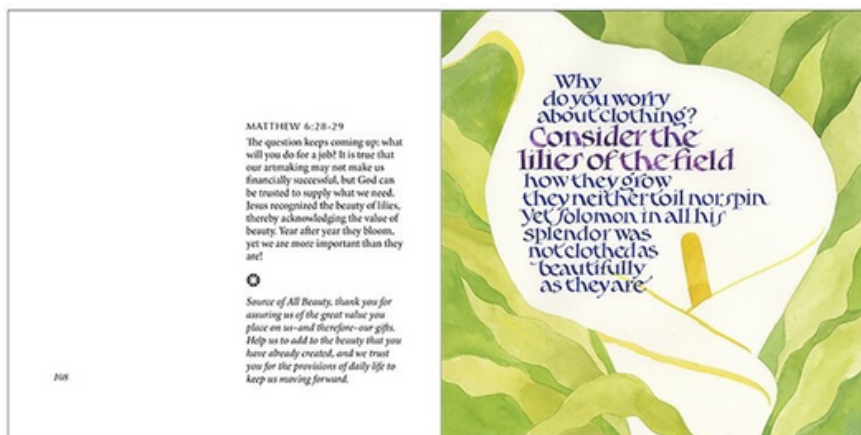 MATTHEW 6:28-29
The question keeps coming up: what
will you do for a job? It is true that
our artmaking may not make us
financially successful, but God can
be trusted to supply what we need.
Jesus recognized the beauty of lilies,
thereby acknowledging the value of
beauty. Year after year they bloom,
yet we are more important than they
are!
Source of All Beauty, thank you for
assuring us of the great value you
place on us–and therefore–our gifts.
Help us to add to the beauty that you
have already created, and we trust
you for the provisions of daily life to
keep us moving forward.
108
Why
do you worry
about clothing?
Consider the
lilies of the field
how they grow
they neither toil nor spin
yet Solomon in all his
splendor was
not clothed as
beautifully
as they are